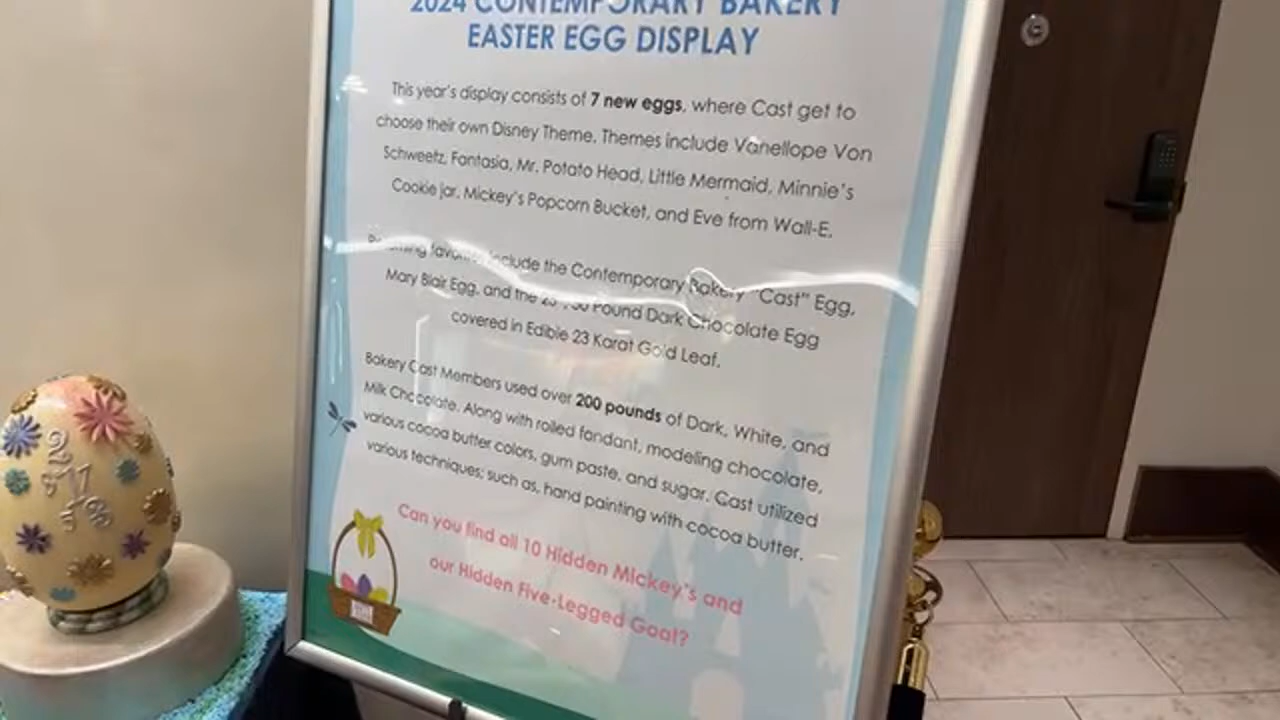 2024 CONTEMPORARY BAKERY
EASTER EGG DISPLAY
This year's display consists of 7 new eggs, where Cast get to
choose their own Disney Theme. Themes include Vanellope Von
Schweetz, Fantasia, Mr. Potato Head, Little Mermaid, Minnie's
Cookie jar, Mickey's Popcorn Bucket, and Eve from Wall-E.
include the Contemporary Bakery "Cast" Egg,
Mary Blair Egg, and the Pound Dark Chocolate Egg
covered in Edible 23 Karat Gold Leaf.
Bakery Cast Members used over 200 pounds of Dark, White, and
Milk Chocolate. Along with rolled fondant, modeling chocolate,
various cocoa butter colors, gum paste, and sugar. Cast utilized
various techniques; such as, hand painting with cocoa butter.
Can you find all 10 Hidden Mickey's and
our Hidden Five-Legged Goat?